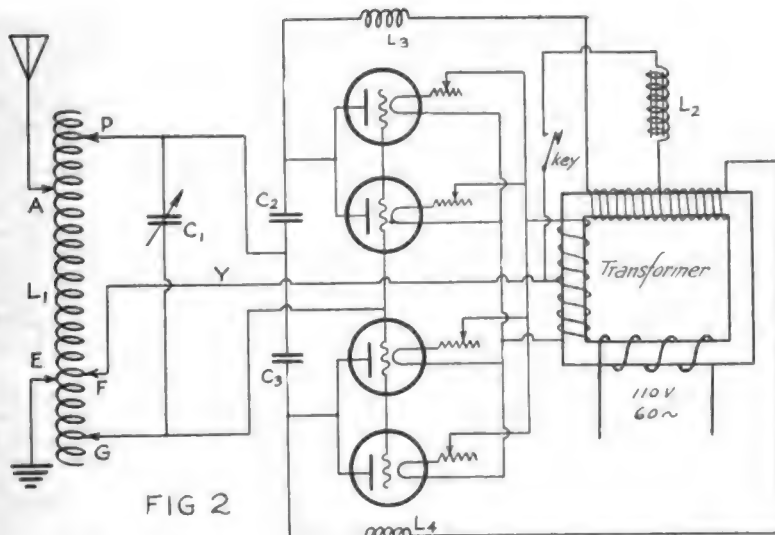 L3
P
L2
key
A
C1
C2
Transformer
Y
L1
E
F
C3
110 V
60 ~
G
FIG 2
L4